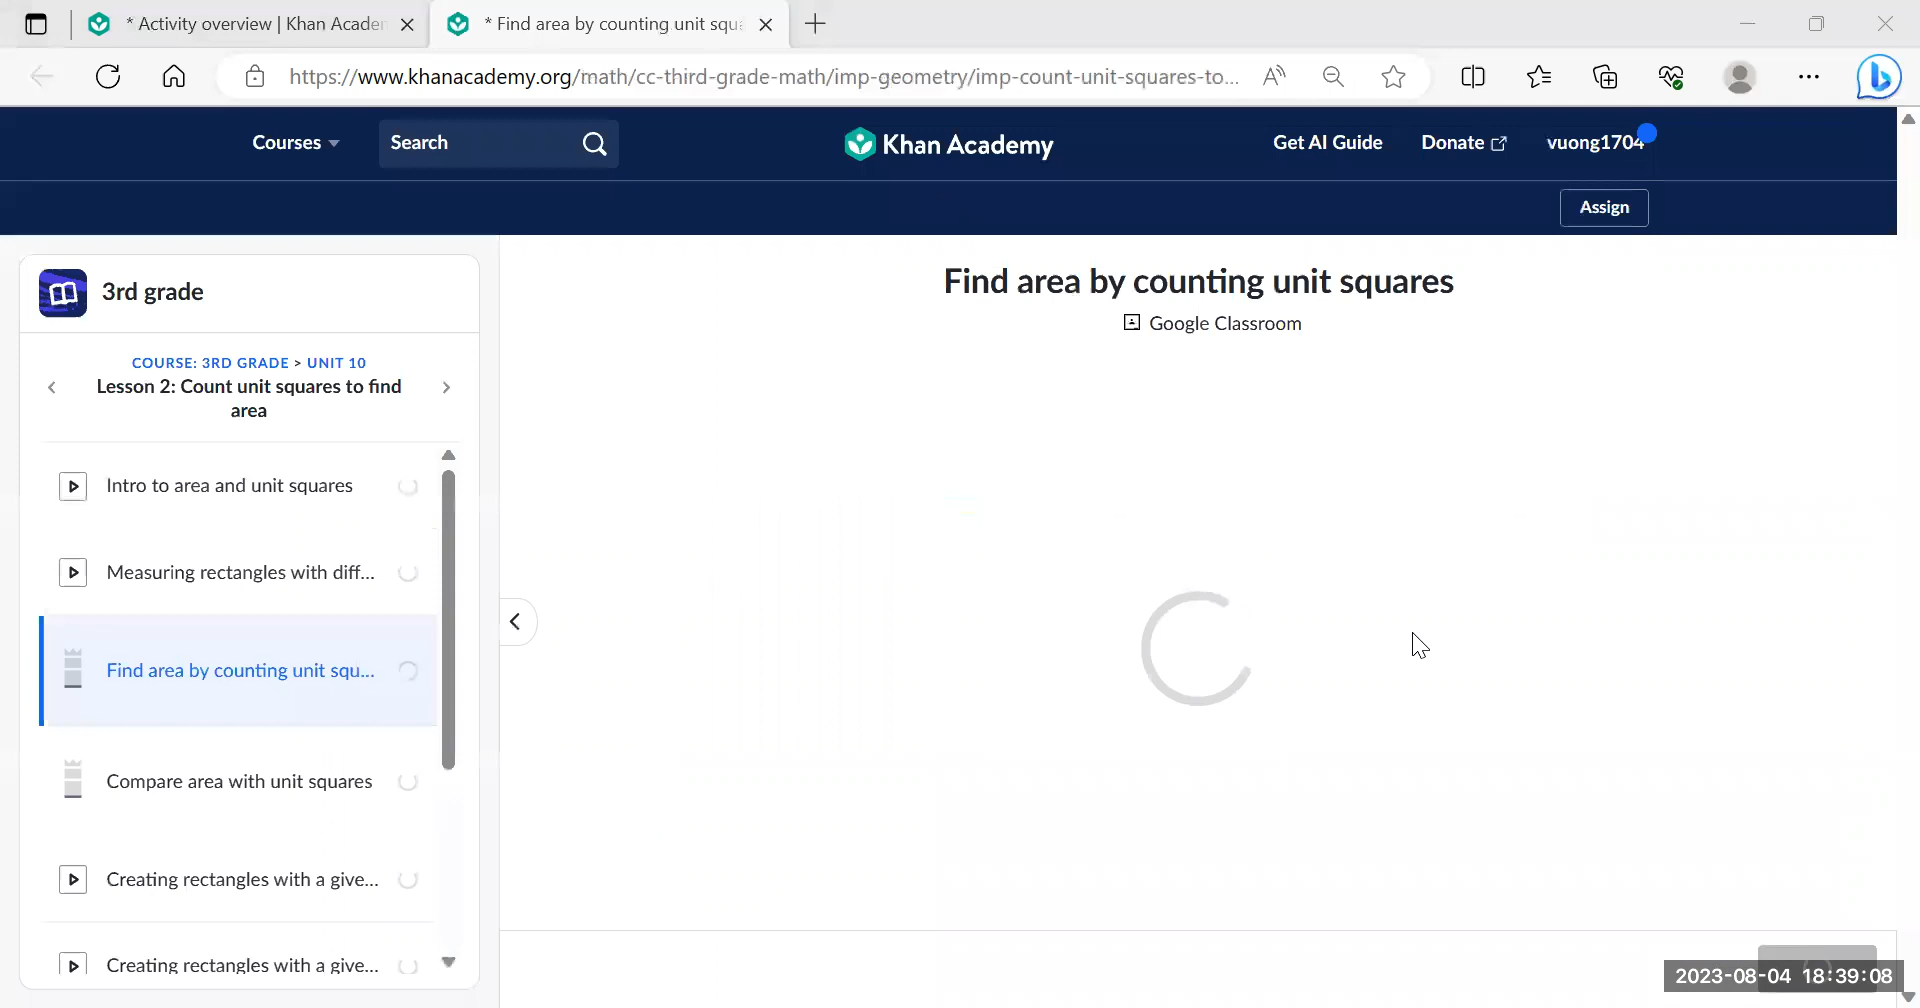 * Activity overview | Khan Acader
* Find area by counting unit squa
https://www.khanacademy.org/math/cc-third-grade-math/imp-geometry/imp-count-unit-squares-to...
Courses
Search
Khan Academy
Get AI Guide
Donate
vuong1704
Assign
3rd grade
COURSE: 3RD GRADE > UNIT 10
Lesson 2: Count unit squares to find
area
Intro to area and unit squares
Measuring rectangles with diff...
Find area by counting unit squ...
Compare area with unit squares
Creating rectangles with a give...
Creating rectangles with a give...
Find area by counting unit squares
Google Classroom
2023-08-04 18:39:08